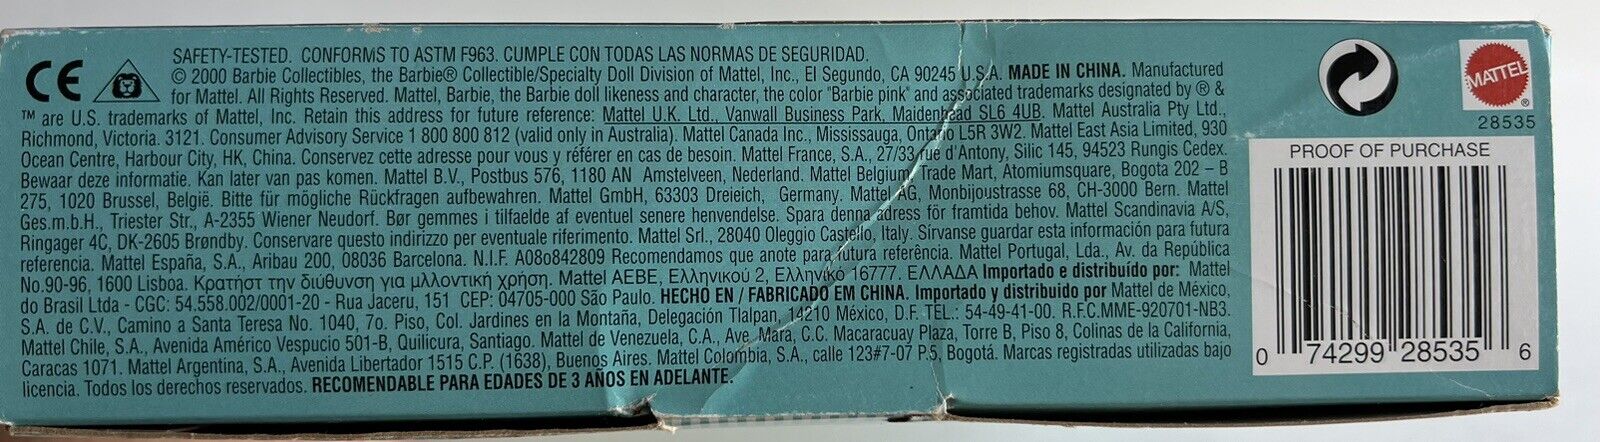 CE
SAFETY-TESTED. CONFORMS TO ASTM F963. CUMPLE CON TODAS LAS NORMAS DE SEGURIDAD.
© 2000 Barbie Collectibles, the Barbie® Collectible/Specialty Doll Division of Mattel, Inc., El Segundo, CA 90245 U.S.A. MADE IN CHINA. Manufactured
for Mattel. All Rights Reserved. Mattel, Barbie, the Barbie doll likeness and character, the color "Barbie pink" and associated trademarks designated by ® &
™ are U.S. trademarks of Mattel, Inc. Retain this address for future reference: Mattel U.K. Ltd., Vanwall Business Park, Maidenhead SL6 4UB. Mattel Australia Pty Ltd.,
Richmond, Victoria. 3121. Consumer Advisory Service 1 800 800 812 (valid only in Australia). Mattel Canada Inc., Mississauga, Ontario L5R 3W2. Mattel East Asia Limited, 930
Ocean Centre, Harbour City, HK, China. Conservez cette adresse pour vous y référer en cas de besoin. Mattel France, S.A., 27/33 rue d'Antony, Silic 145, 94523 Rungis Cedex.
Bewaar deze informatie. Kan later van pas komen. Mattel B.V., Postbus 576, 1180 AN Amstelveen, Nederland. Mattel Belgium, Trade Mart, Atomiumsquare, Bogota 202 – B
275, 1020 Brussel, België. Bitte für mögliche Rückfragen aufbewahren. Mattel GmbH, 63303 Dreieich, Germany. Mattel AG, Monbijoustrasse 68, CH-3000 Bern. Mattel
Ges.m.b.H., Triester Str., A-2355 Wiener Neudorf. Bør gemmes i tilfaelde af eventuel senere henvendelse. Spara denna adress för framtida behov. Mattel Scandinavia A/S,
Ringager 4C, DK-2605 Brøndby. Conservare questo indirizzo per eventuale riferimento. Mattel Srl., 28040 Oleggio Castello, Italy. Sírvanse guardar esta información para futura
referencia. Mattel España, S.A., Aribau 200, 08036 Barcelona. N.I.F. A08o842809 Recomendamos que anote para futura referência. Mattel Portugal, Lda., Av. da República
No.90-96, 1600 Lisboa. Κρατήστ την διύθυνση για μλλοντική χρήση. Mattel AEBE, Ελληνικού 2, Ελληνικό 16777. ΕΛΛΑΔΑ Importado e distribuído por: Mattel
do Brasil Ltda - CGC: 54.558.002/0001-20 - Rua Jaceru, 151 CEP: 04705-000 São Paulo. HECHO EN / FABRICADO EM CHINA. Importado y distribuido por Mattel de México,
S.A. de C.V., Camino a Santa Teresa No. 1040, 7o. Piso, Col. Jardines en la Montaña, Delegación Tlalpan, 14210 México, D.F. TEL.: 54-49-41-00. R.F.C.MME-920701-NB3.
Mattel Chile, S.A., Avenida Américo Vespucio 501-B, Quilicura, Santiago. Mattel de Venezuela, C.A., Ave. Mara, C.C. Macaracuay Plaza, Torre B, Piso 8, Colinas de la California,
Caracas 1071. Mattel Argentina, S.A., Avenida Libertador 1515 C.P. (1638), Buenos Aires. Mattel Colombia, S.A., calle 123#7-07 P.5, Bogotá. Marcas registradas utilizadas bajo
licencia. Todos los derechos reservados. RECOMENDABLE PARA EDADES DE 3 AÑOS EN ADELANTE.
MATTEL®
28535
PROOF OF PURCHASE
0 74299 28535 6